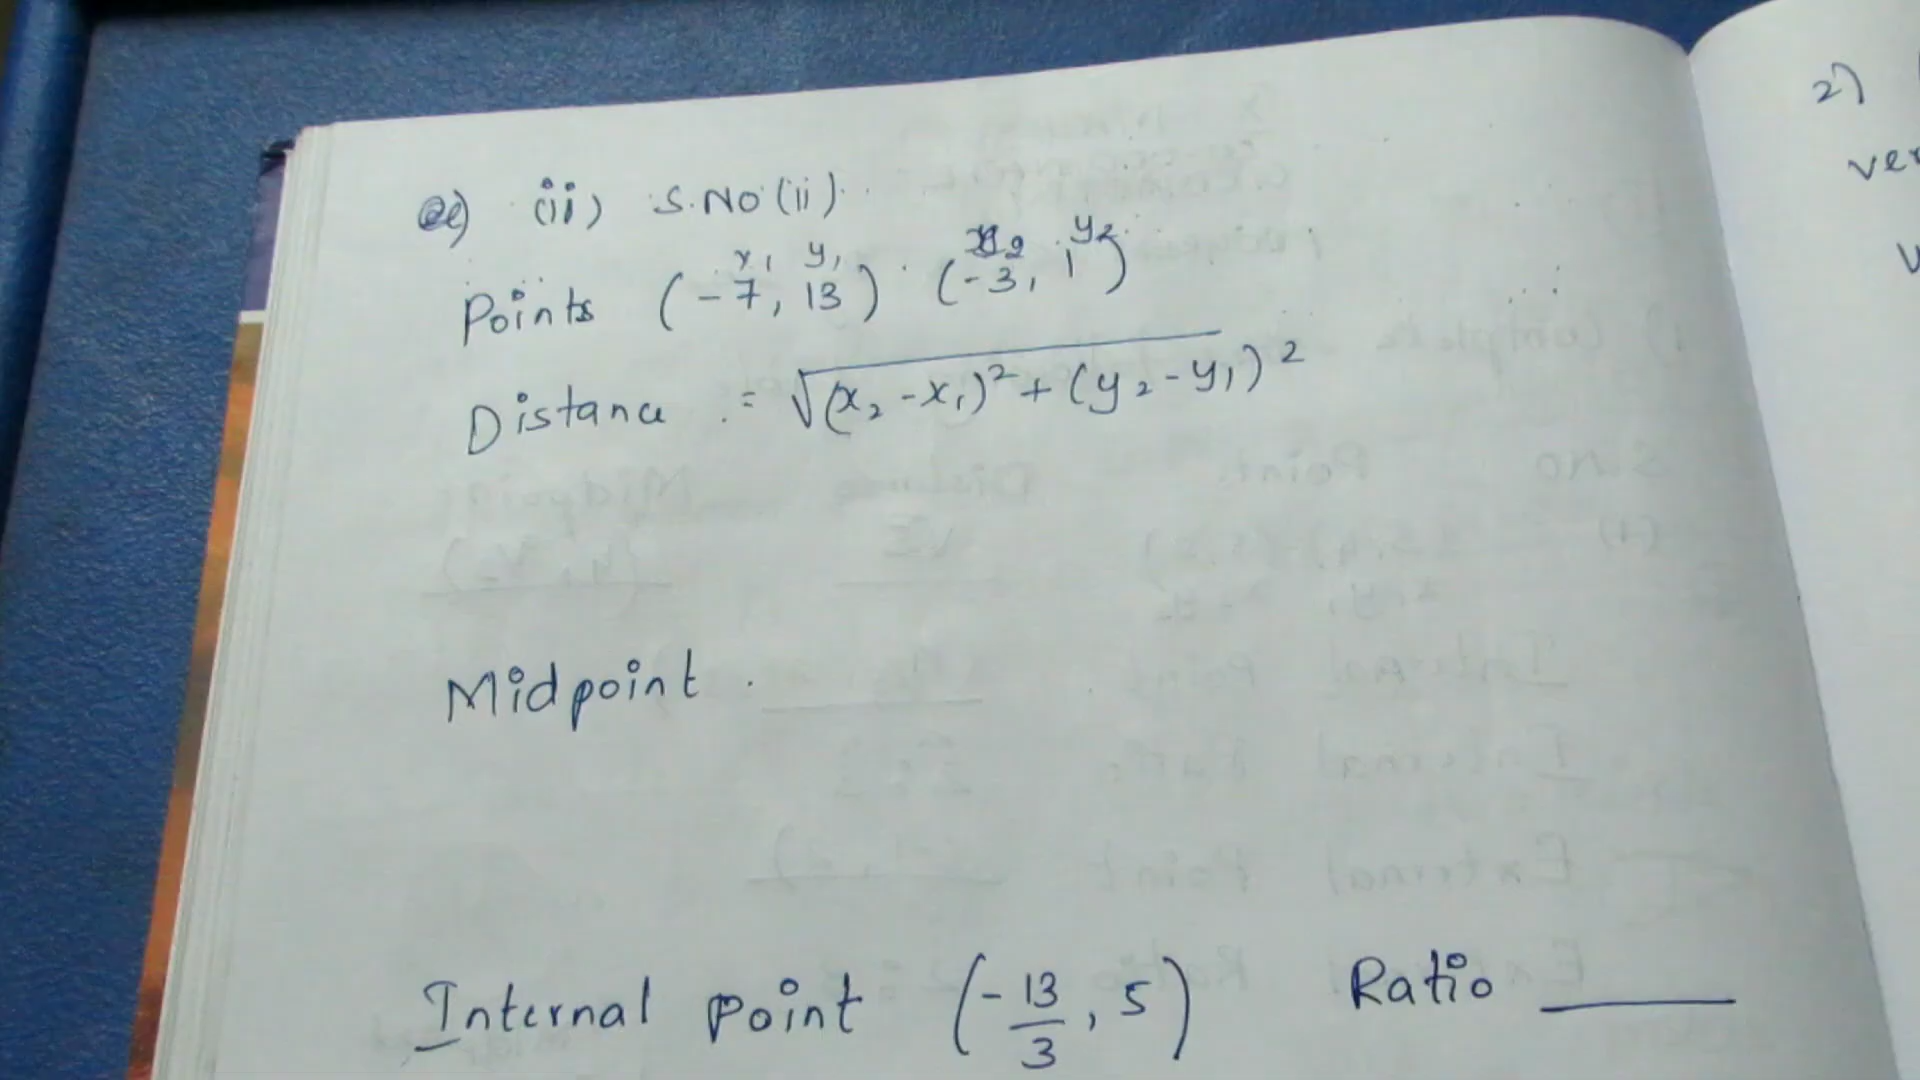 (ii) S.No (ii).
x₁ y₁ x₂ y₂
Points (-7, 13) (-3, 1)
Distance = √(x₂ - x₁)² + (y₂ - y₁)²
Midpoint
Internal point (-13/3, 5) Ratio
2)